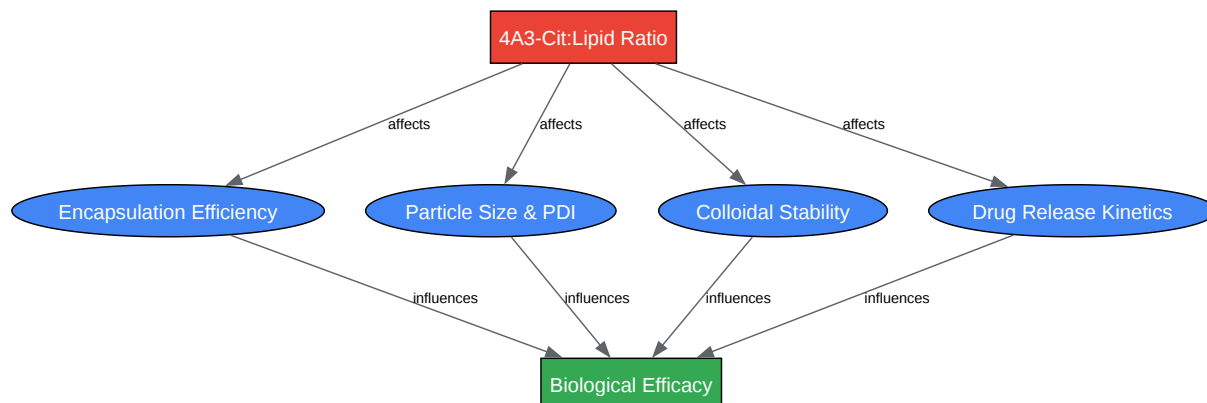 4A3-Cit:Lipid Ratio
affects
affects
affects
affects
Encapsulation Efficiency
Particle Size & PDI
Colloidal Stability
Drug Release Kinetics
influences
influences
influences
influences
Biological Efficacy